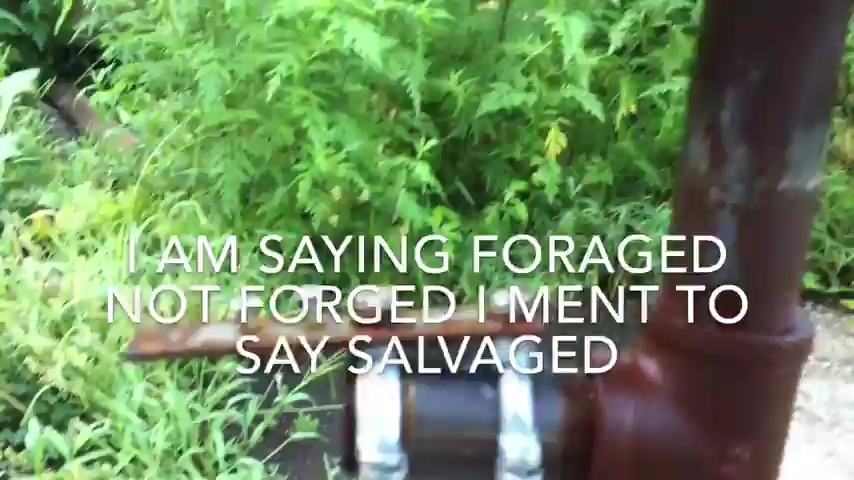 I AM SAYING FORAGED
NOT FORGED I MENT TO
SAY SALVAGED